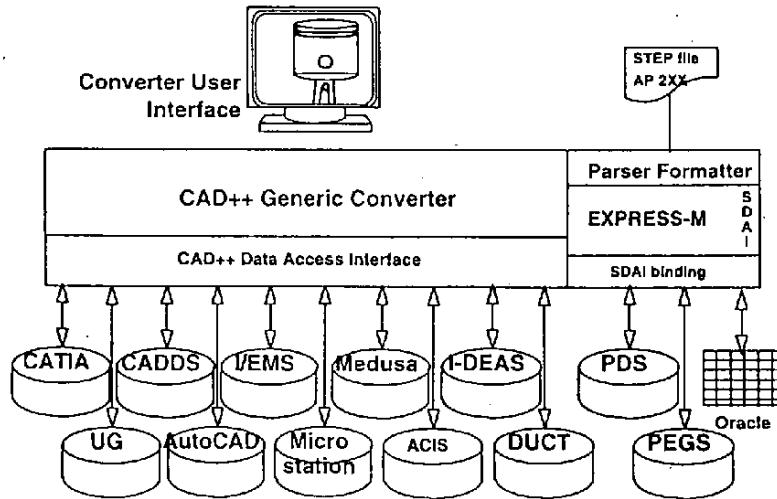 Converter User
Interface
STEP file
AP 2XX
CAD++ Generic Converter
Parser Formatter
EXPRESS-M
SDAI
CAD++ Data Access Interface
SDAI binding
CATIA
CADDS
I/EMS
Medusa
I-DEAS
PDS
Oracle
UG
AutoCAD
Micro
station
ACIS
DUCT
PEGS